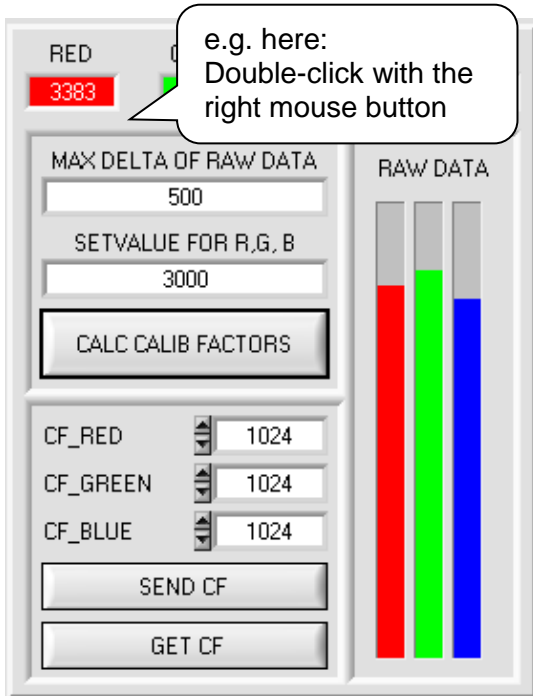 RED
e.g. here:
Double-click with the
right mouse button
3383
MAX DELTA OF RAW DATA
500
SETVALUE FOR R,G, B
3000
CALC CALIB FACTORS
RAW DATA
CF_RED 1024
CF_GREEN 1024
CF_BLUE 1024
SEND CF
GET CF